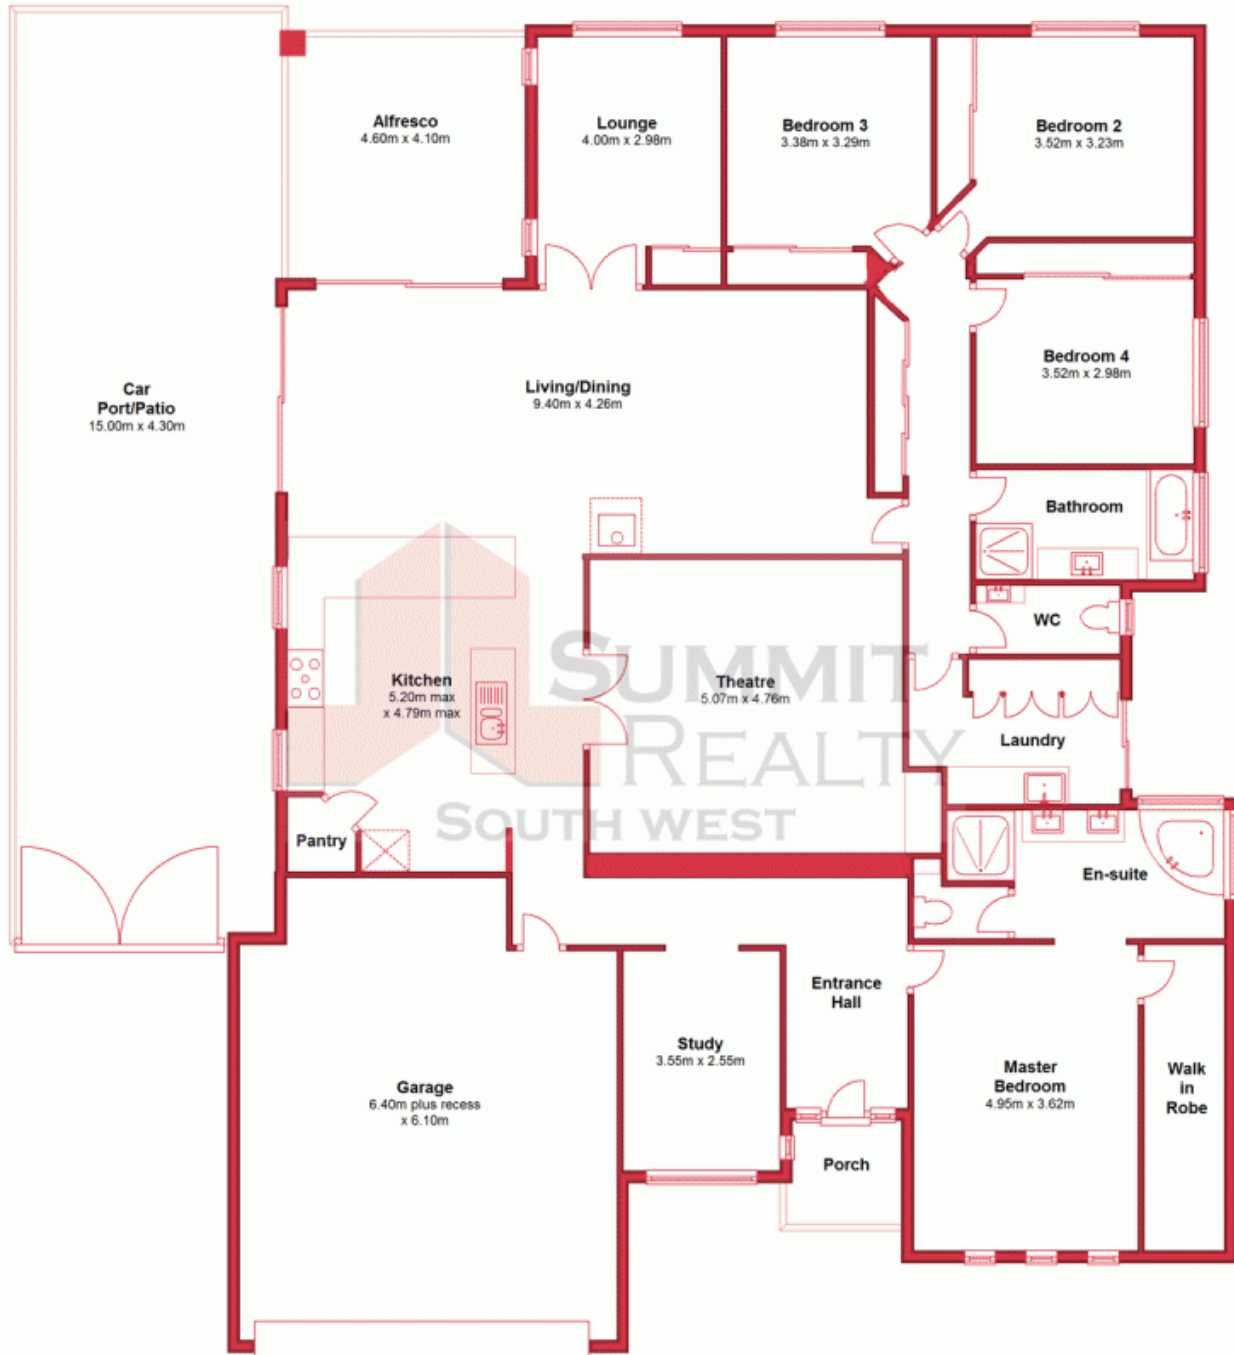 Alfresco
4.60m x 4.10m
Lounge
4.00m x 2.98m
Bedroom 3
3.38m x 3.29m
Bedroom 2
3.52m x 3.23m
Car
Port/Patio
15.00m x 4.30m
Living/Dining
9.40m x 4.26m
Bedroom 4
3.52m x 2.98m
Bathroom
WC
Kitchen
5.20m max
x 4.79m max
Theatre
5.07m x 4.76m
Laundry
SUMMIT
REALTY
SOUTH WEST
Pantry
En-suite
Entrance
Hall
Study
3.55m x 2.55m
Garage
6.40m plus recess
x 6.10m
Master
Bedroom
4.95m x 3.62m
Walk
in
Robe
Porch